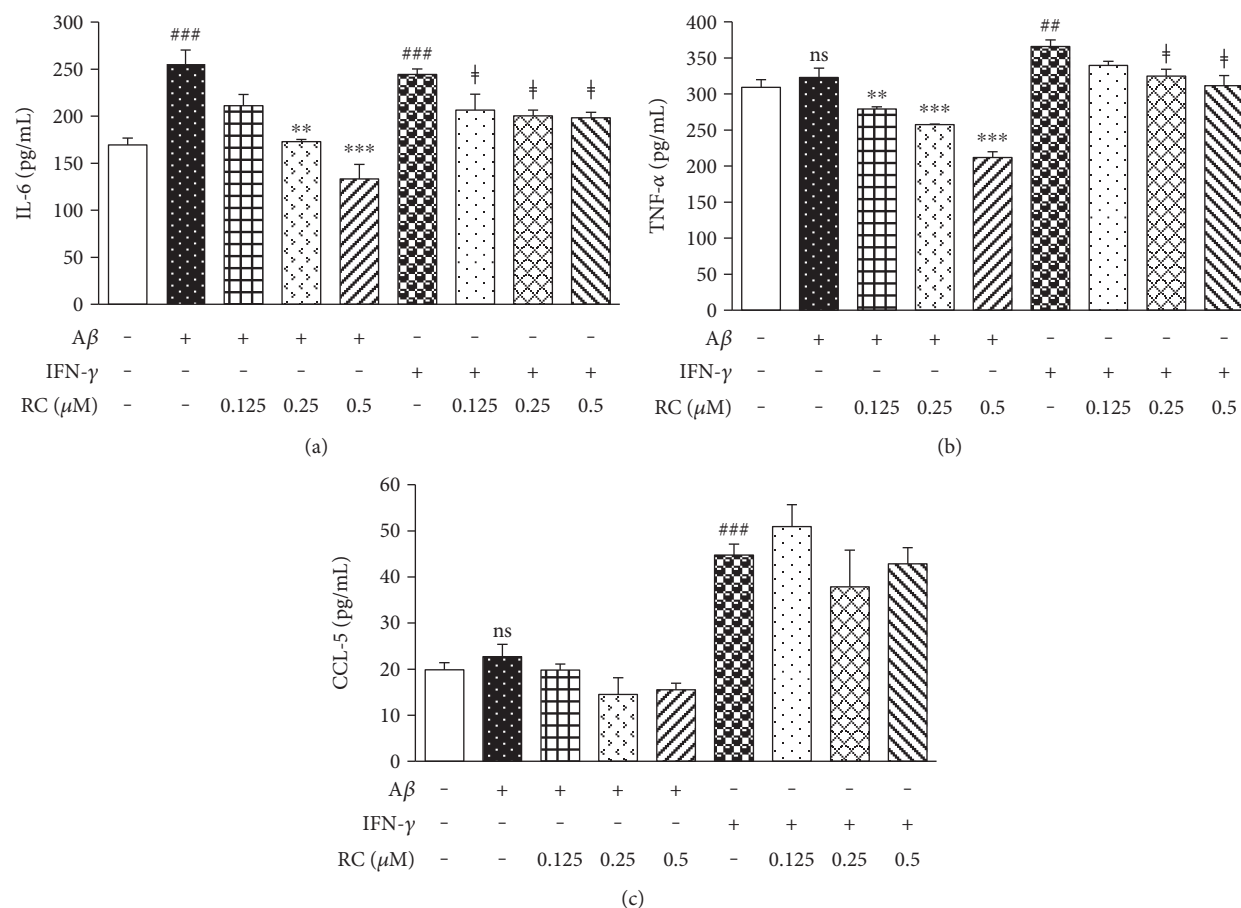 300
250
200
150
100
50
0
IL-6 (pg/mL)
###
**
***
###
ǂ
ǂ
ǂ
Aβ – + + + + – – – –
IFN-γ – – – – – + + + +
RC (μM) – – 0.125 0.25 0.5 – 0.125 0.25 0.5
(a)
400
350
300
250
200
150
100
50
0
TNF-α (pg/mL)
ns
**
***
***
##
ǂ
ǂ
Aβ – + + + + – – – –
IFN-γ – – – – – + + + +
RC (μM) – – 0.125 0.25 0.5 – 0.125 0.25 0.5
(b)
60
50
40
30
20
10
0
CCL-5 (pg/mL)
ns
###
Aβ – + + + + – – – –
IFN-γ – – – – – + + + +
RC (μM) – – 0.125 0.25 0.5 – 0.125 0.25 0.5
(c)